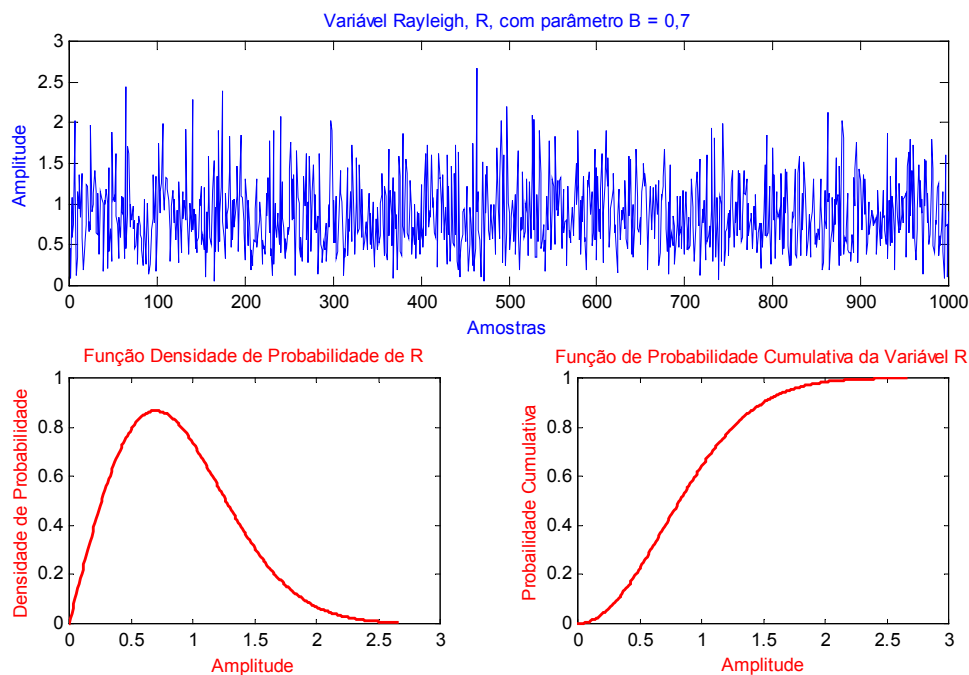 Variável Rayleigh, R, com parâmetro B = 0,7
3
2.5
2
1.5
1
0.5
0
Amplitude
0 100 200 300 400 500 600 700 800 900 1000
Amostras
Função Densidade de Probabilidade de R
1
0.8
0.6
0.4
0.2
0
Densidade de Probabilidade
0 0.5 1 1.5 2 2.5 3
Amplitude
Função de Probabilidade Cumulativa da Variável R
1
0.8
0.6
0.4
0.2
0
Probailidade Cumulativa
0 0.5 1 1.5 2 2.5 3
Amplitude